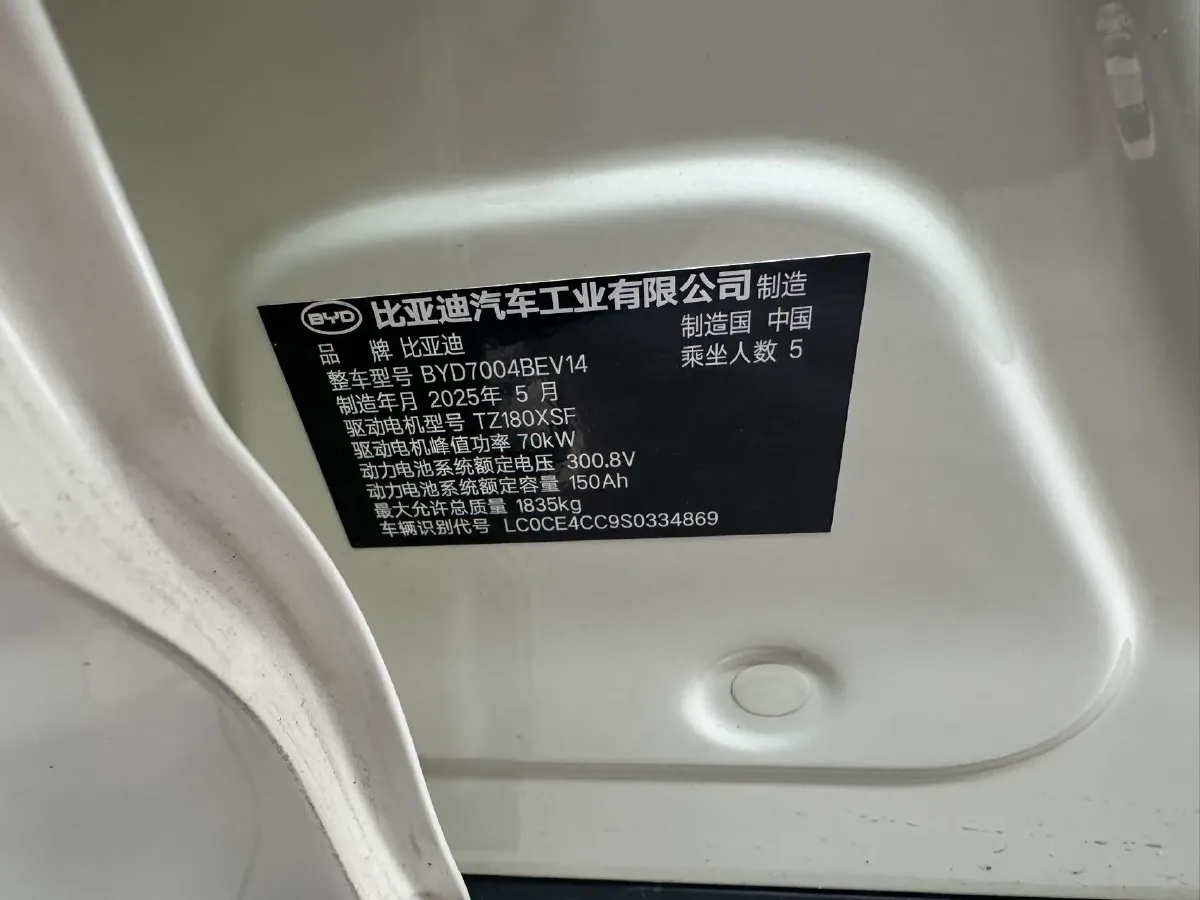 BYD 比亚迪汽车工业有限公司 制造
品 牌 比亚迪 制造国 中国
整车型号 BYD7004BEV14 乘坐人数 5
制造年月 2025年 5 月
驱动电机型号 TZ180XSF
驱动电机峰值功率 70kW
动力电池系统额定电压 300.8V
动力电池系统额定容量 150Ah
最大允许总质量 1835kg
车辆识别代号 LC0CE4CC9S0334869